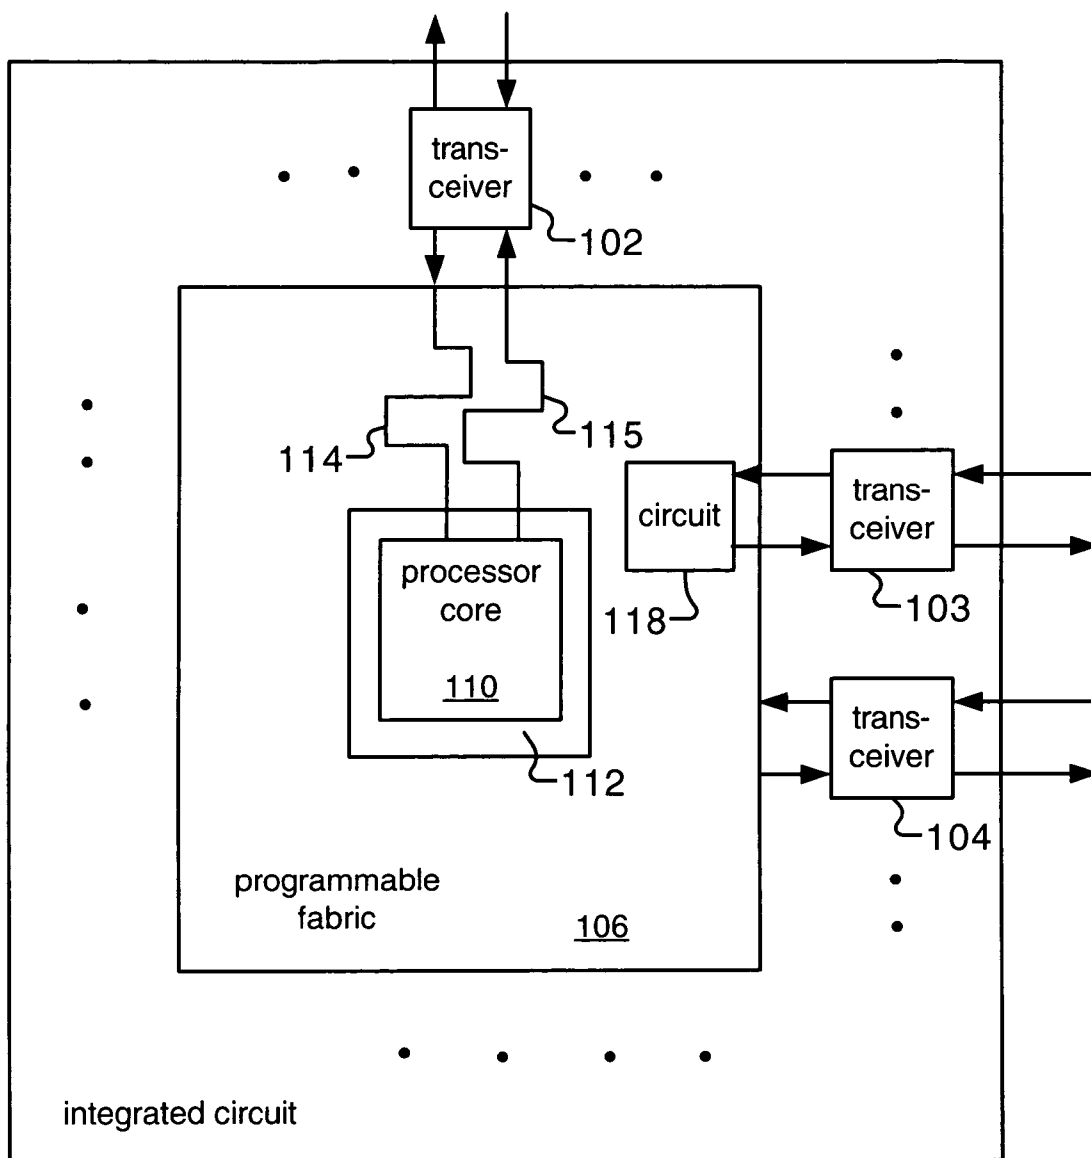 trans-
ceiver
102
114
115
circuit
trans-
ceiver
118
103
processor
core
110
112
trans-
ceiver
104
programmable
fabric
106
integrated circuit